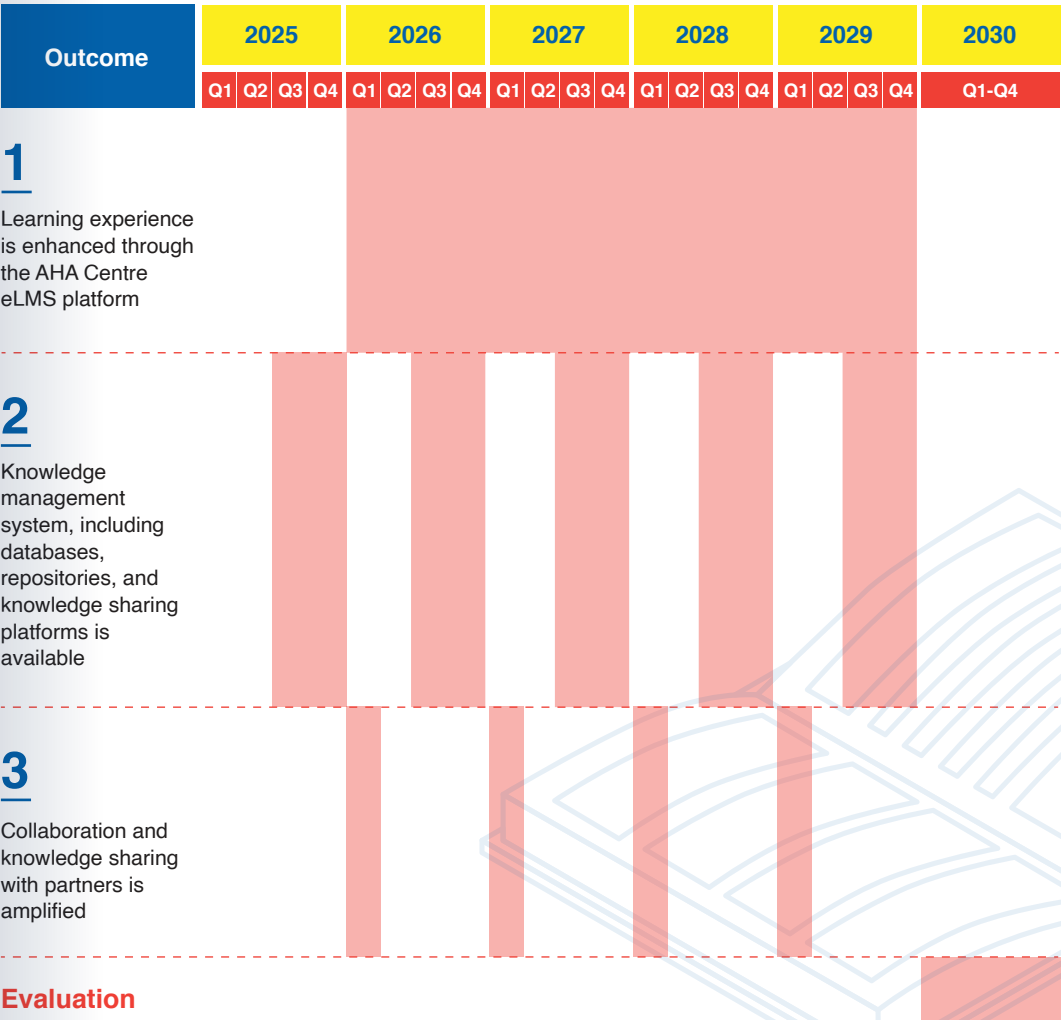 Outcome
2025 2026 2027 2028 2029 2030
Q1 Q2 Q3 Q4 Q1 Q2 Q3 Q4 Q1 Q2 Q3 Q4 Q1 Q2 Q3 Q4 Q1 Q2 Q3 Q4 Q1-Q4
1
Learning experience
is enhanced through
the AHA Centre
eLMS platform
2
Knowledge
management
system, including
databases,
repositories, and
knowledge sharing
platforms is
available
3
Collaboration and
knowledge sharing
with partners is
amplified
Evaluation